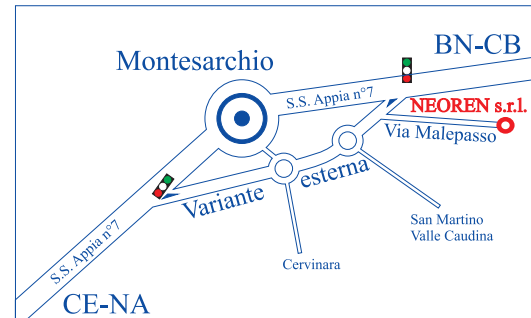 BN-CB
Montesarchio
S.S. Appia n°7
NEOREN s.r.l.
Via Malepasso
Variante esterna
San Martino
Valle Caudina
S.S. Appia n°7
Cervinara
CE-NA